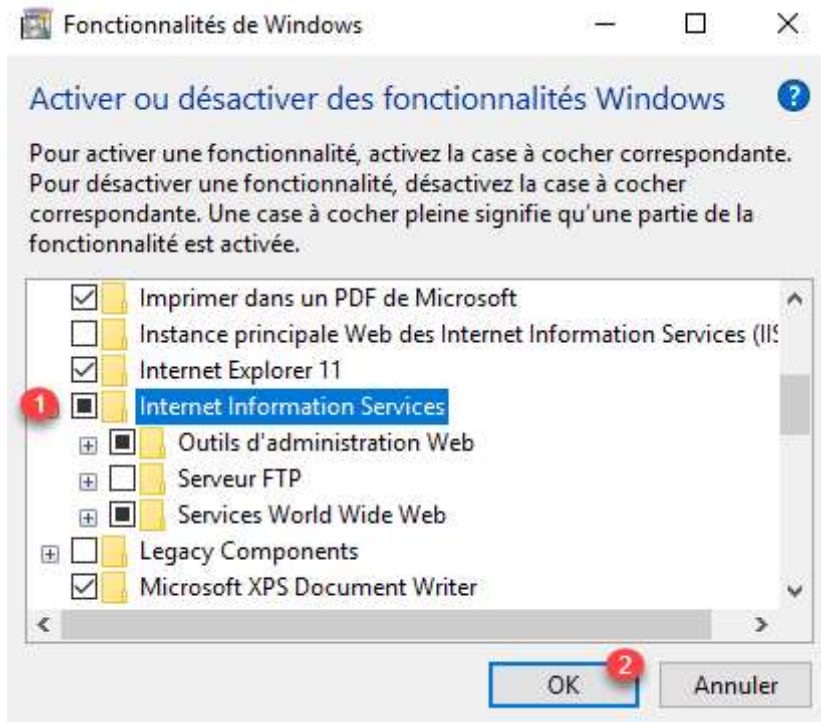 Fonctionnalités de Windows
Activer ou désactiver des fonctionnalités Windows
?
Pour activer une fonctionnalité, activez la case à cocher correspondante.
Pour désactiver une fonctionnalité, désactivez la case à cocher
correspondante. Une case à cocher pleine signifie qu'une partie de la
fonctionnalité est activée.
Imprimer dans un PDF de Microsoft
Instance principale Web des Internet Information Services (IIS
Internet Explorer 11
1 Internet Information Services
Outils d'administration Web
Serveur FTP
Services World Wide Web
Legacy Components
Microsoft XPS Document Writer
OK 2 Annuler